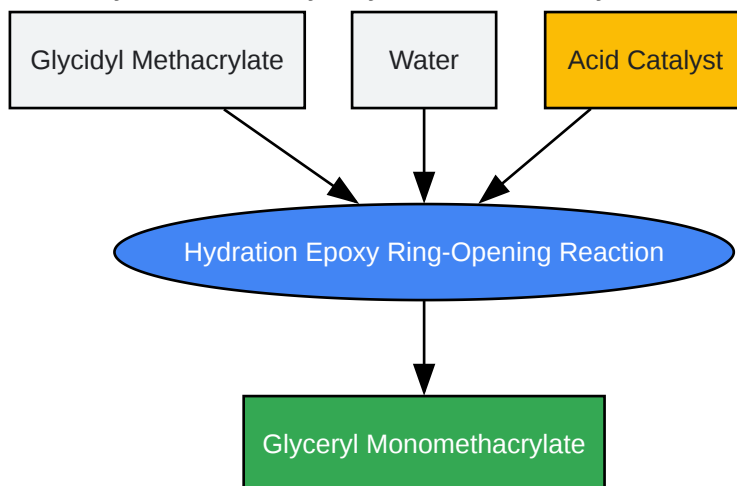 Glycidyl Methacrylate
Water
Acid Catalyst
Hydration Epoxy Ring-Opening Reaction
Glyceryl Monomethacrylate